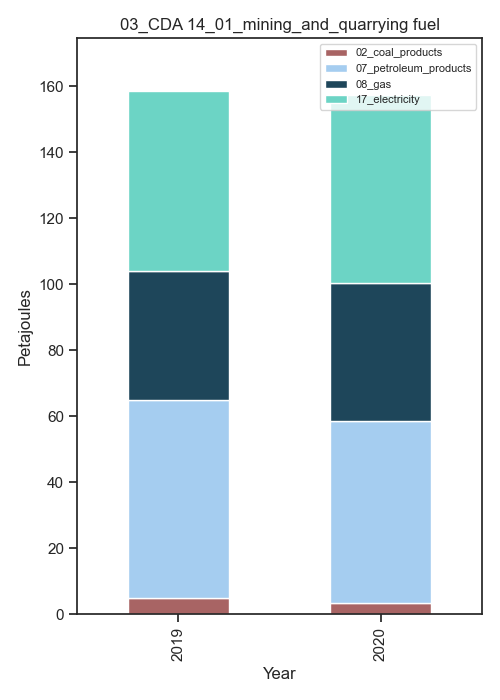 03_CDA 14_01_mining_and_quarrying fuel
02_coal_products
07_petroleum_products
08_gas
17_electricity
160
140
120
100
80
60
40
20
0
Petajoules
2019
2020
Year